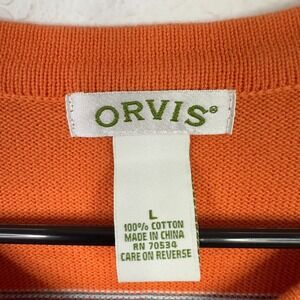 ORVIS®
L
100% COTTON
MADE IN CHINA
RN 70534
CARE ON REVERSE